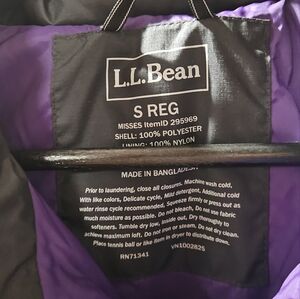 L.L.Bean
S REG
MISSES ItemID 295969
SHELL: 100% POLYESTER
LINING: 100% NYLON
MADE IN BANGLADESH
Prior to laundering, close all closures. Machine wash cold.
With like colors, Delicate cycle, Mild detergent, Additional cold
water rinse cycle recommended, Squeeze firmly or press out as
much moisture as possible. Do not bleach, Do not use fabric
softeners. Tumble dry low, inside out, Dry thoroughly to
achieve maximum loft. Do not iron or steam, Do not dry clean.
Place tennis ball or like item in dryer to distribute down.
RN71341 VN1002825